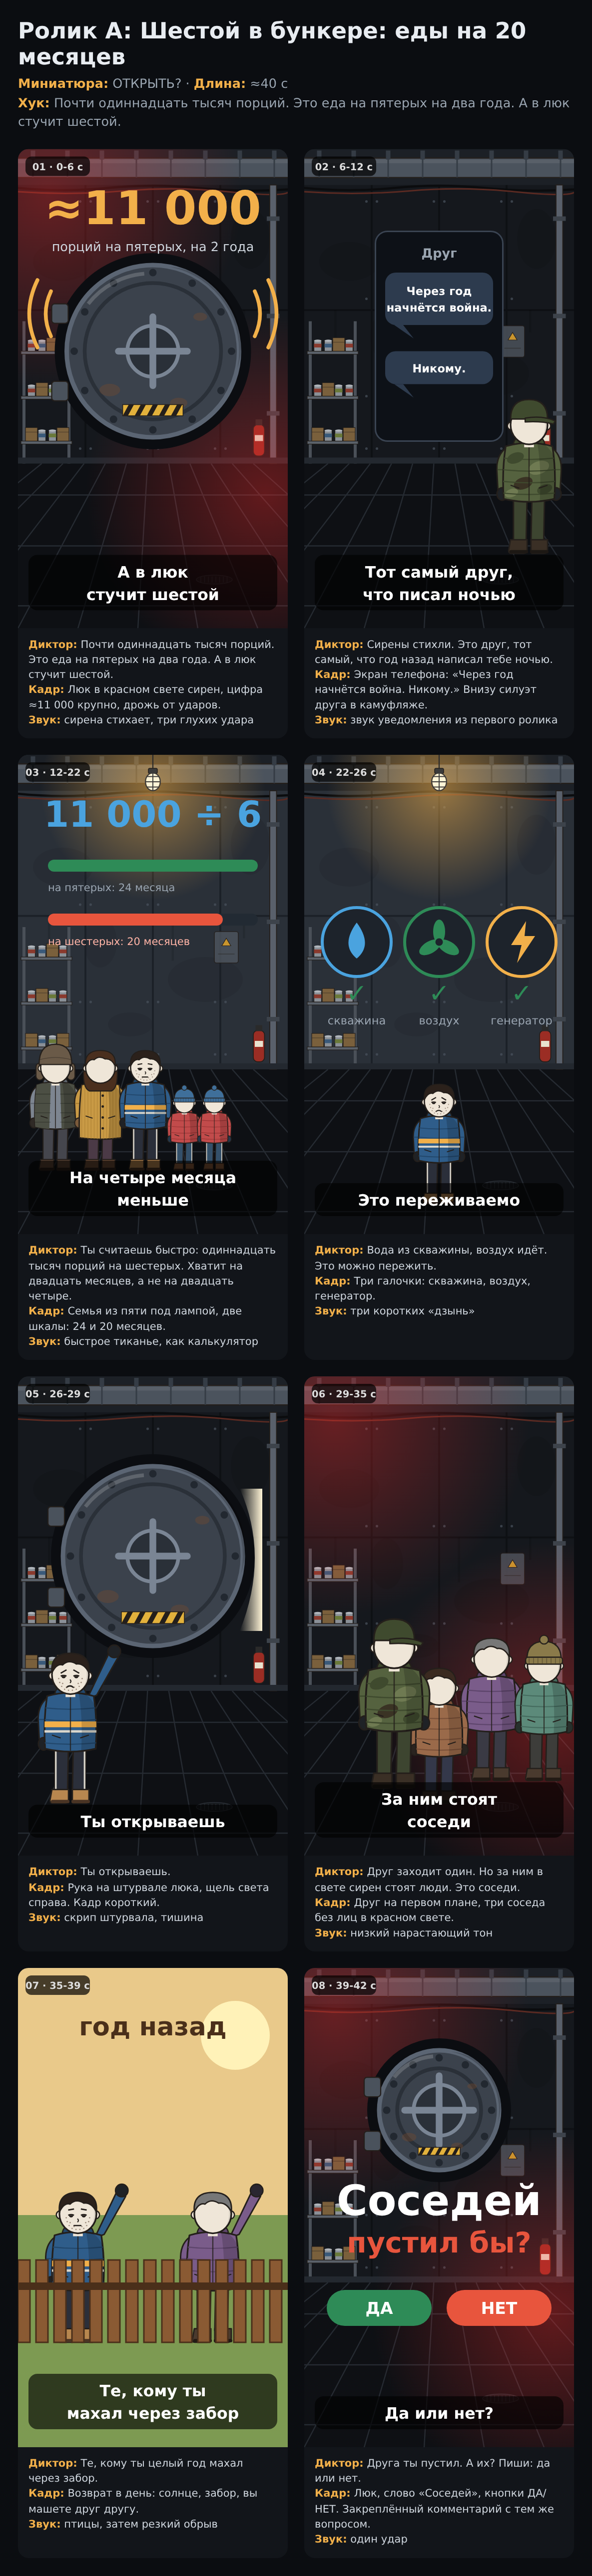 Ролик А: Шестой в бункере: еды на 20
месяцев
Миниатюра: ОТКРЫТЬ? · Длина: ≈40 с
Хук: Почти одиннадцать тысяч порций. Это еда на пятерых на два года. А в люк
стучит шестой.
01 · 0-6 с
≈11 000
порций на пятерых, на 2 года
А в люк
стучит шестой
Диктор: Почти одиннадцать тысяч порций.
Это еда на пятерых на два года. А в люк
стучит шестой.
Кадр: Люк в красном свете сирен, цифра
≈11 000 крупно, дрожь от ударов.
Звук: сирена стихает, три глухих удара
02 · 6-12 с
Друг
Через год
начнётся война.
Никому.
Тот самый друг,
что писал ночью
Диктор: Сирены стихли. Это друг, тот
самый, что год назад написал тебе ночью.
Кадр: Экран телефона: «Через год
начнётся война. Никому.» Внизу силуэт
друга в камуфляже.
Звук: звук уведомления из первого ролика
03 · 12-22 с
11 000 ÷ 6
на пятерых: 24 месяца
на шестерых: 20 месяцев
На четыре месяца
меньше
Диктор: Ты считаешь быстро: одиннадцать
тысяч порций на шестерых. Хватит на
двадцать месяцев, а не на двадцать
четыре.
Кадр: Семья из пяти под лампой, две
шкалы: 24 и 20 месяцев.
Звук: быстрое тиканье, как калькулятор
04 · 22-26 с
✓ ✓ ✓
скважина воздух генератор
Это переживаемо
Диктор: Вода из скважины, воздух идёт.
Это можно пережить.
Кадр: Три галочки: скважина, воздух,
генератор.
Звук: три коротких «дзынь»
05 · 26-29 с
Ты открываешь
Диктор: Ты открываешь.
Кадр: Рука на штурвале люка, щель света
справа. Кадр короткий.
Звук: скрип штурвала, тишина
06 · 29-35 с
За ним стоят
соседи
Диктор: Друг заходит один. Но за ним в
свете сирен стоят люди. Это соседи.
Кадр: Друг на первом плане, три соседа
без лиц в красном свете.
Звук: низкий нарастающий тон
07 · 35-39 с
год назад
Те, кому ты
махал через забор
Диктор: Те, кому ты целый год махал
через забор.
Кадр: Возврат в день: солнце, забор, вы
машете друг другу.
Звук: птицы, затем резкий обрыв
08 · 39-42 с
Соседей
пустил бы?
ДА НЕТ
Да или нет?
Диктор: Друга ты пустил. А их? Пиши: да
или нет.
Кадр: Люк, слово «Соседей», кнопки ДА/
НЕТ. Закреплённый комментарий с тем же
вопросом.
Звук: один удар